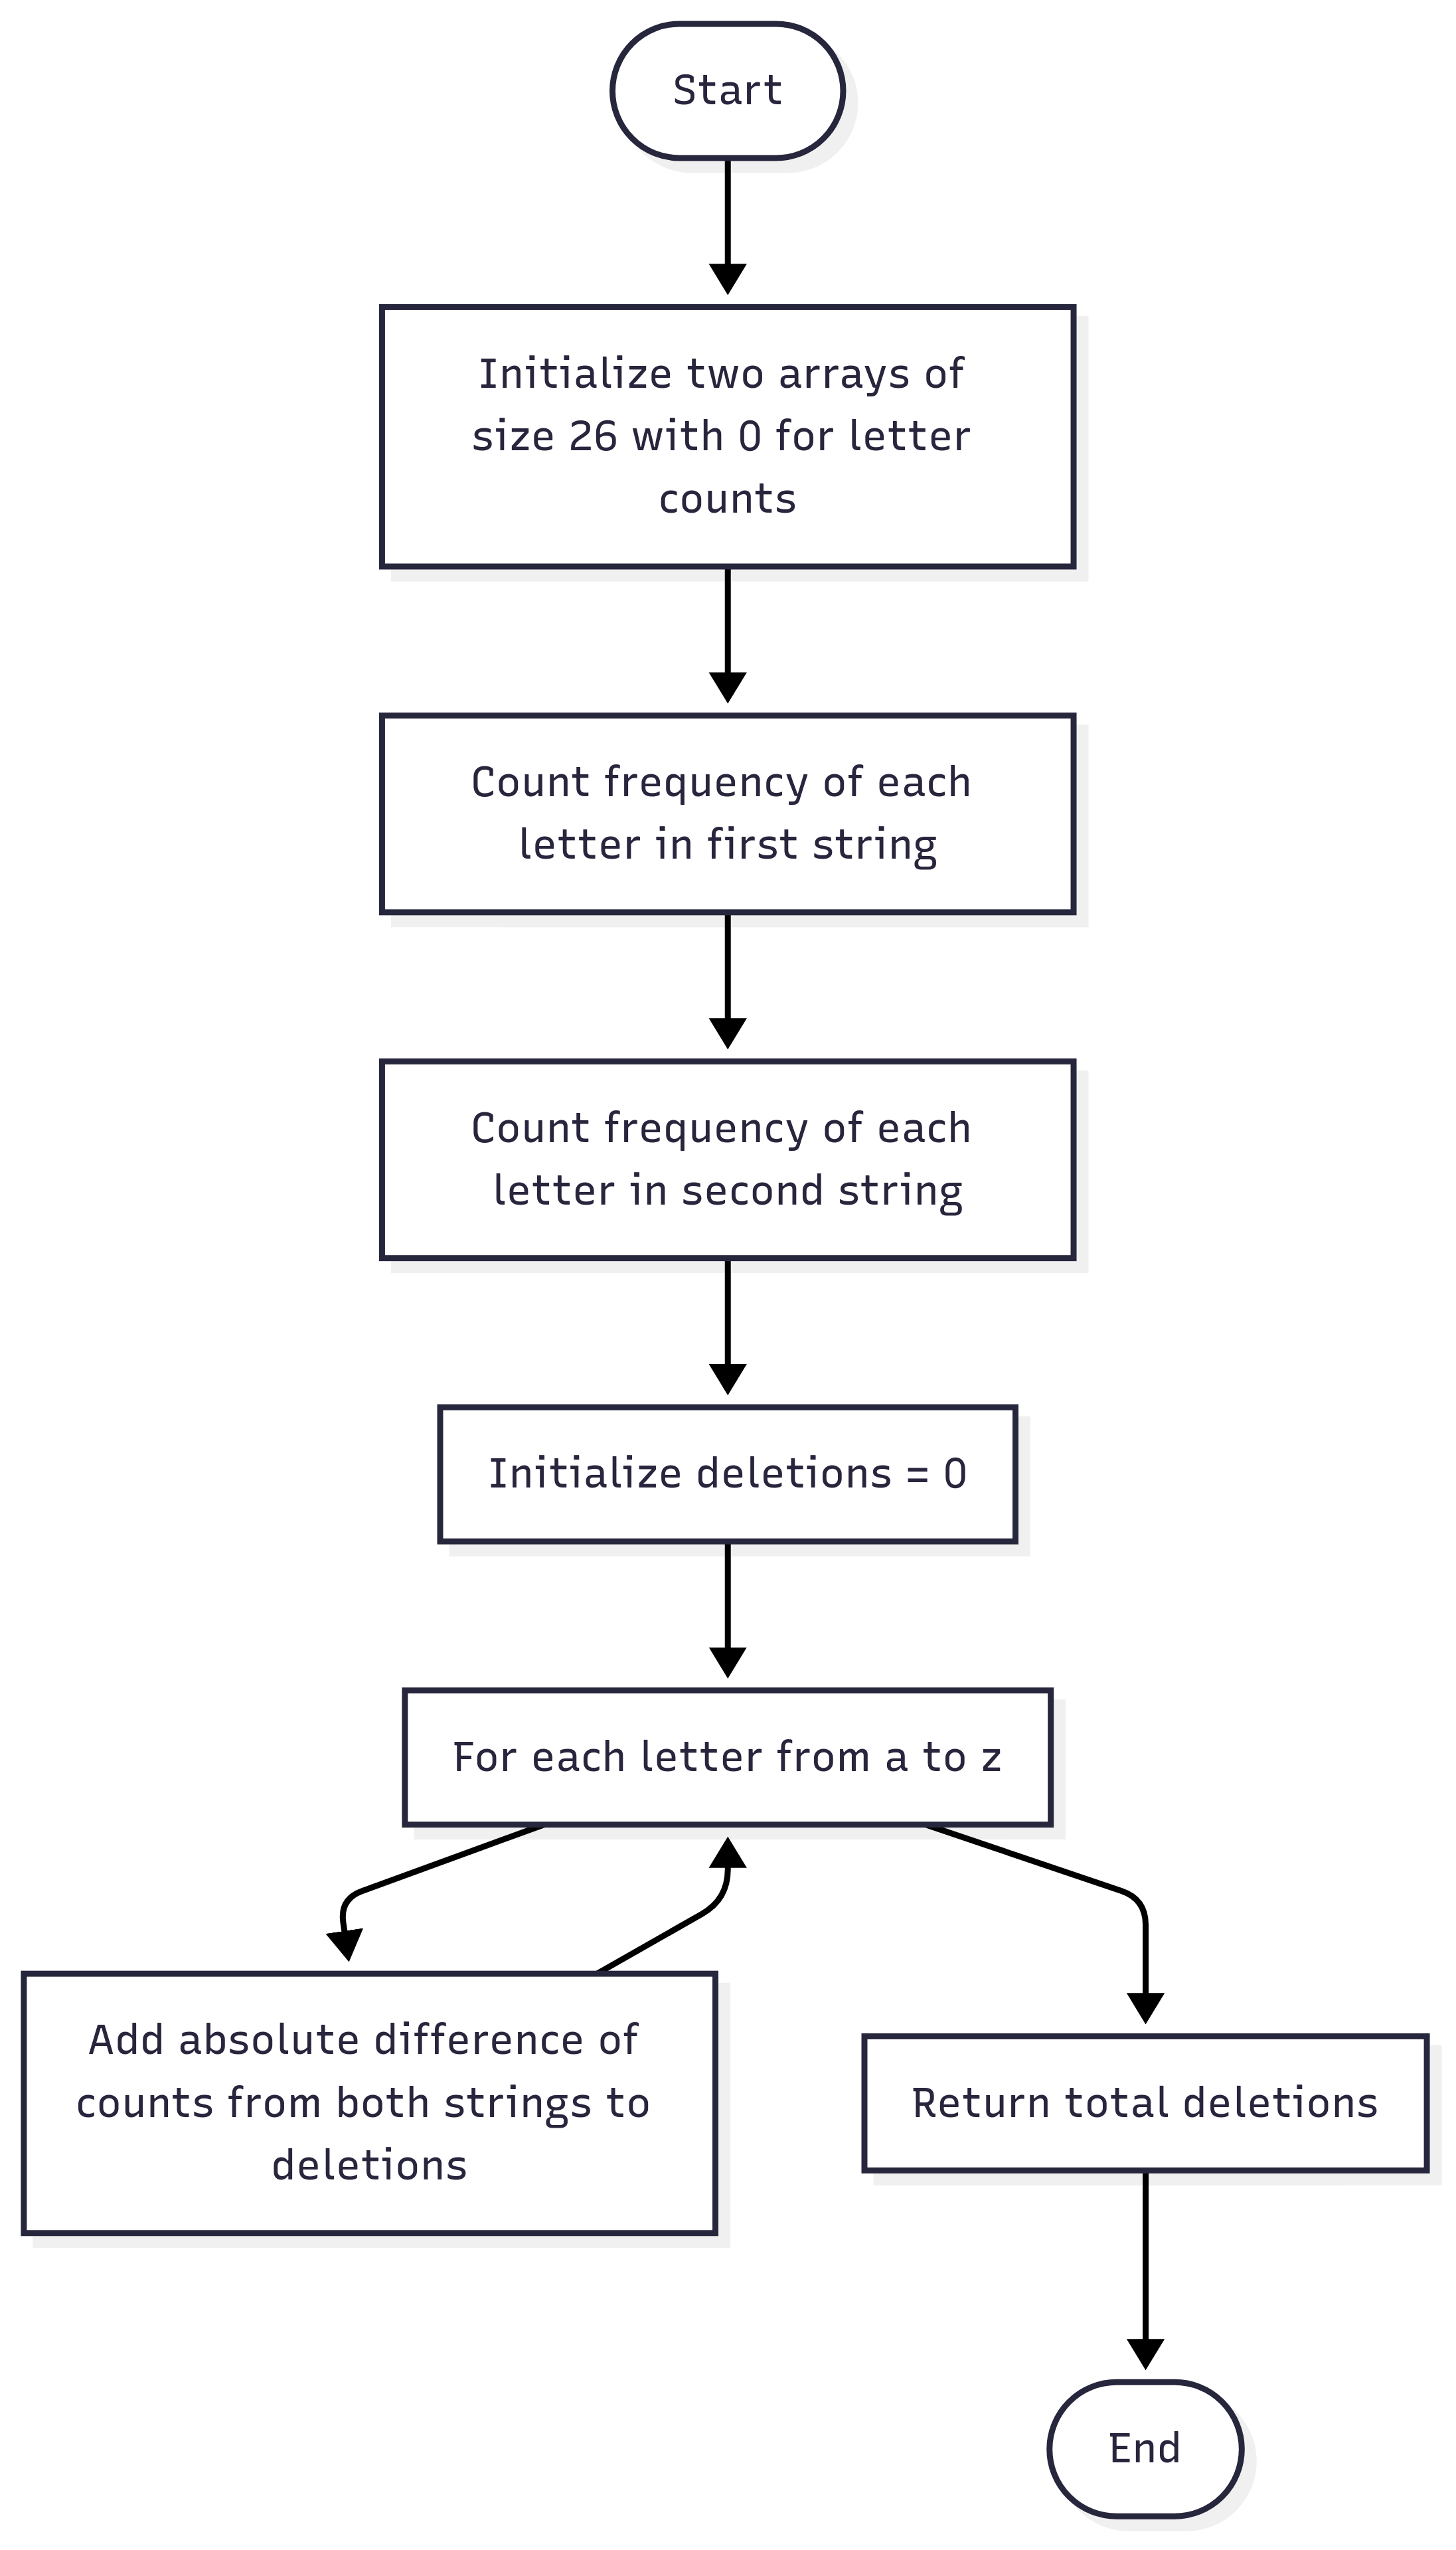 Start
Initialize two arrays of
size 26 with 0 for letter
counts
Count frequency of each
letter in first string
Count frequency of each
letter in second string
Initialize deletions = 0
For each letter from a to z
Add absolute difference of
counts from both strings to
deletions
Return total deletions
End